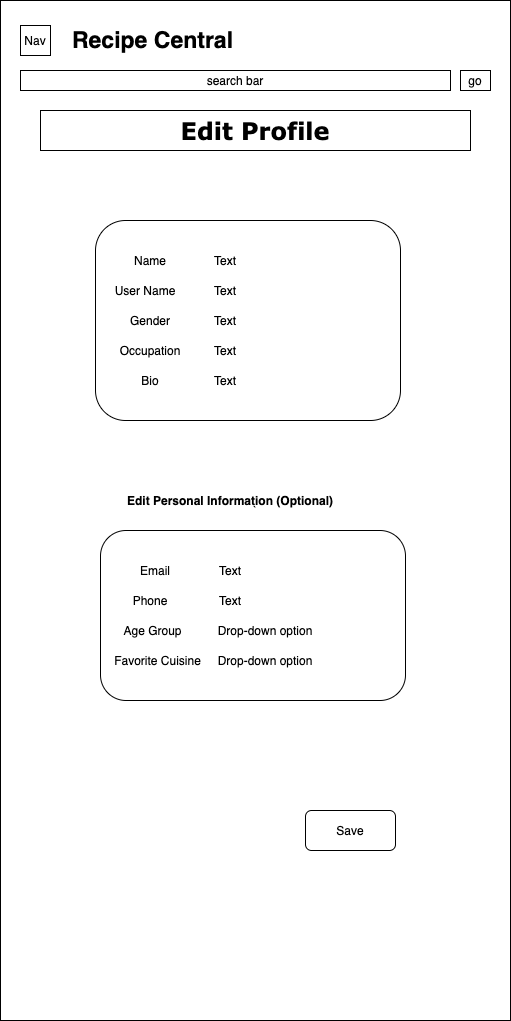 Nav Recipe Central
search bar go
Edit Profile
Name Text
User Name Text
Gender Text
Occupation Text
Bio Text
Edit Personal Information (Optional)
Email Text
Phone Text
Age Group Drop-down option
Favorite Cuisine Drop-down option
Save